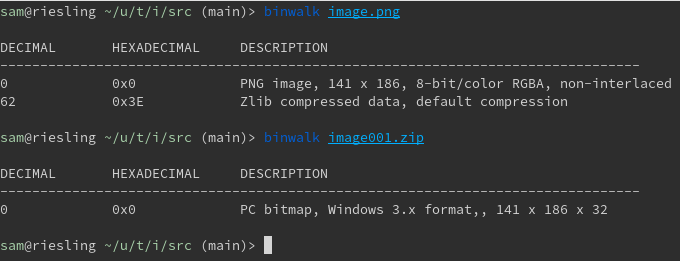 sam@riesling ~/u/t/i/src (main)> binwalk image.png
DECIMAL       HEXADECIMAL     DESCRIPTION
--------------------------------------------------------------------------------
0             0x0             PNG image, 141 x 186, 8-bit/color RGBA, non-interlaced
62            0x3E            Zlib compressed data, default compression
sam@riesling ~/u/t/i/src (main)> binwalk image001.zip
DECIMAL       HEXADECIMAL     DESCRIPTION
--------------------------------------------------------------------------------
0             0x0             PC bitmap, Windows 3.x format,, 141 x 186 x 32
sam@riesling ~/u/t/i/src (main)>